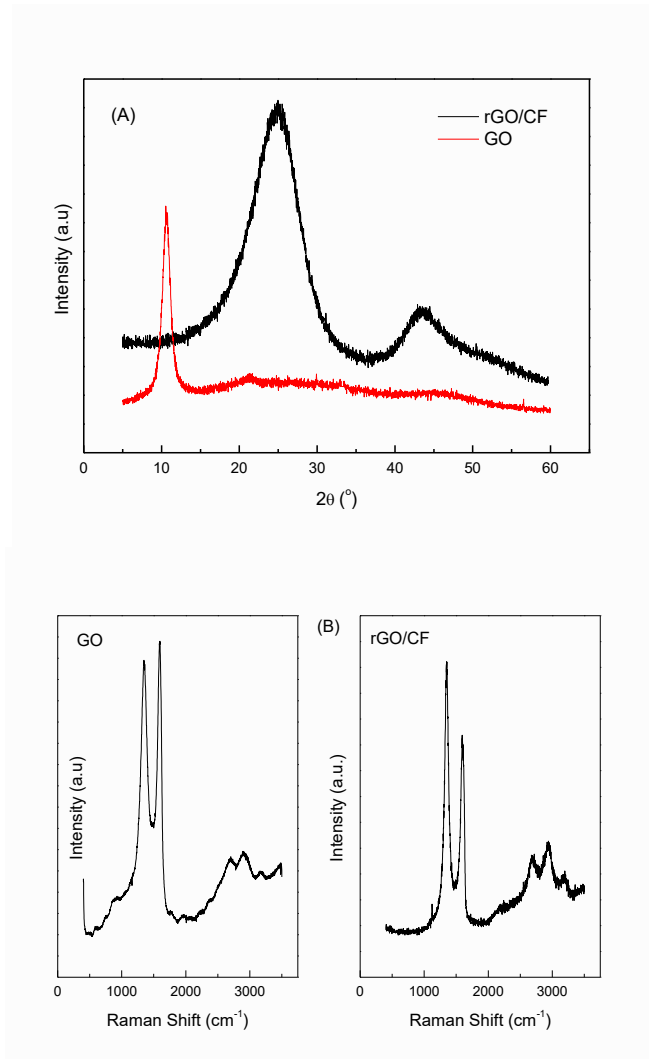 (A)
rGO/CF
GO
Intensity (a.u)
0 10 20 30 40 50 60
2θ (°)
(B)
GO
rGO/CF
Intensity (a.u)
Intensity (a.u.)
0 1000 2000 3000
0 1000 2000 3000
Raman Shift (cm⁻¹)
Raman Shift (cm⁻¹)